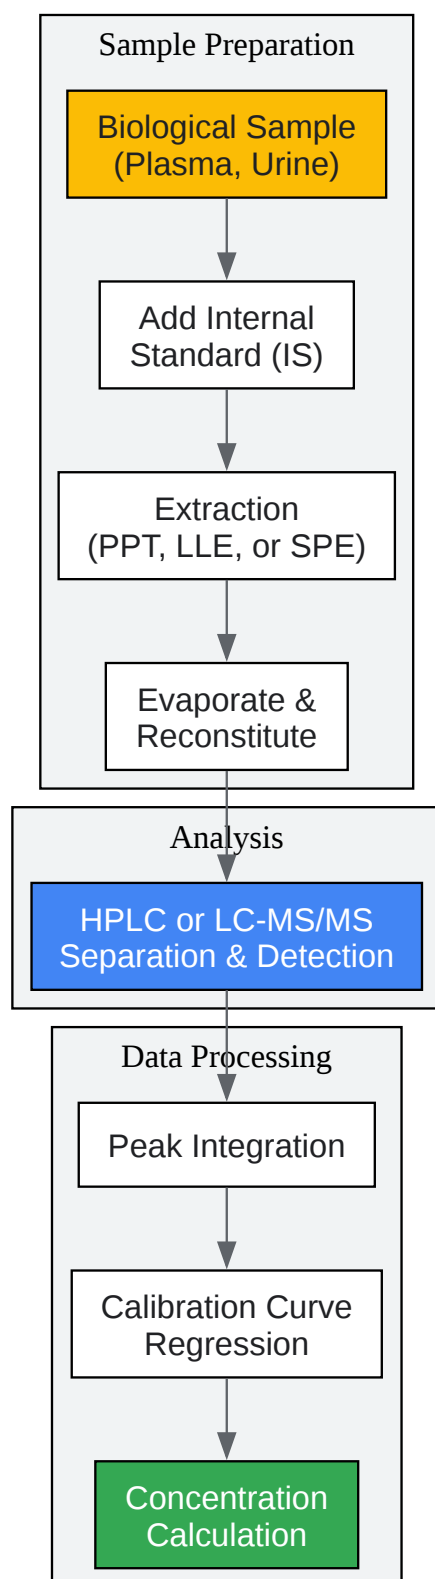 Sample Preparation
Biological Sample
(Plasma, Urine)
Add Internal
Standard (IS)
Extraction
(PPT, LLE, or SPE)
Evaporate &
Reconstitute
Analysis
HPLC or LC-MS/MS
Separation & Detection
Data Processing
Peak Integration
Calibration Curve
Regression
Concentration
Calculation